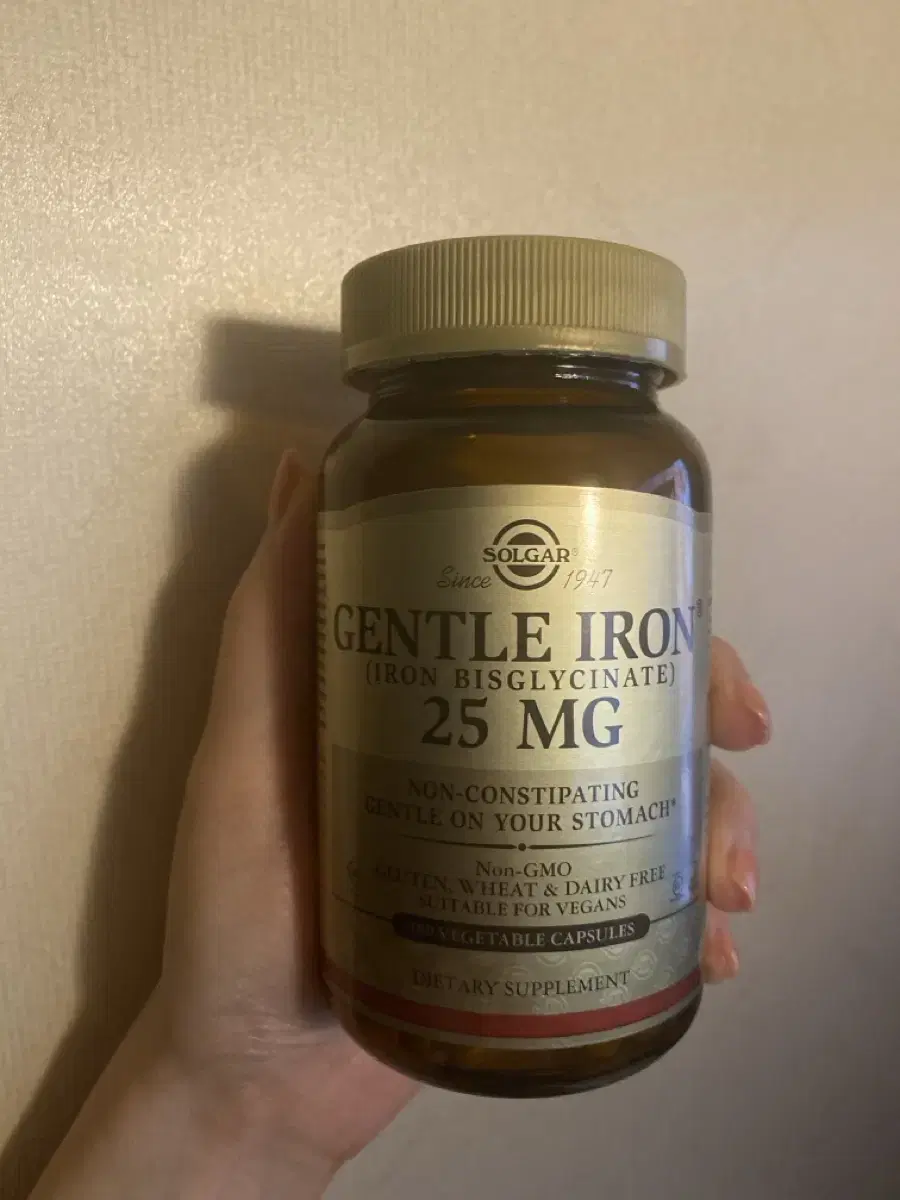 SOLGAR®
Since 1947
GENTLE IRON®
(IRON BISGLYCINATE)
25 MG
NON-CONSTIPATING
GENTLE ON YOUR STOMACH*
Non-GMO
GLUTEN, WHEAT & DAIRY FREE
SUITABLE FOR VEGANS
VEGETABLE CAPSULES
DIETARY SUPPLEMENT